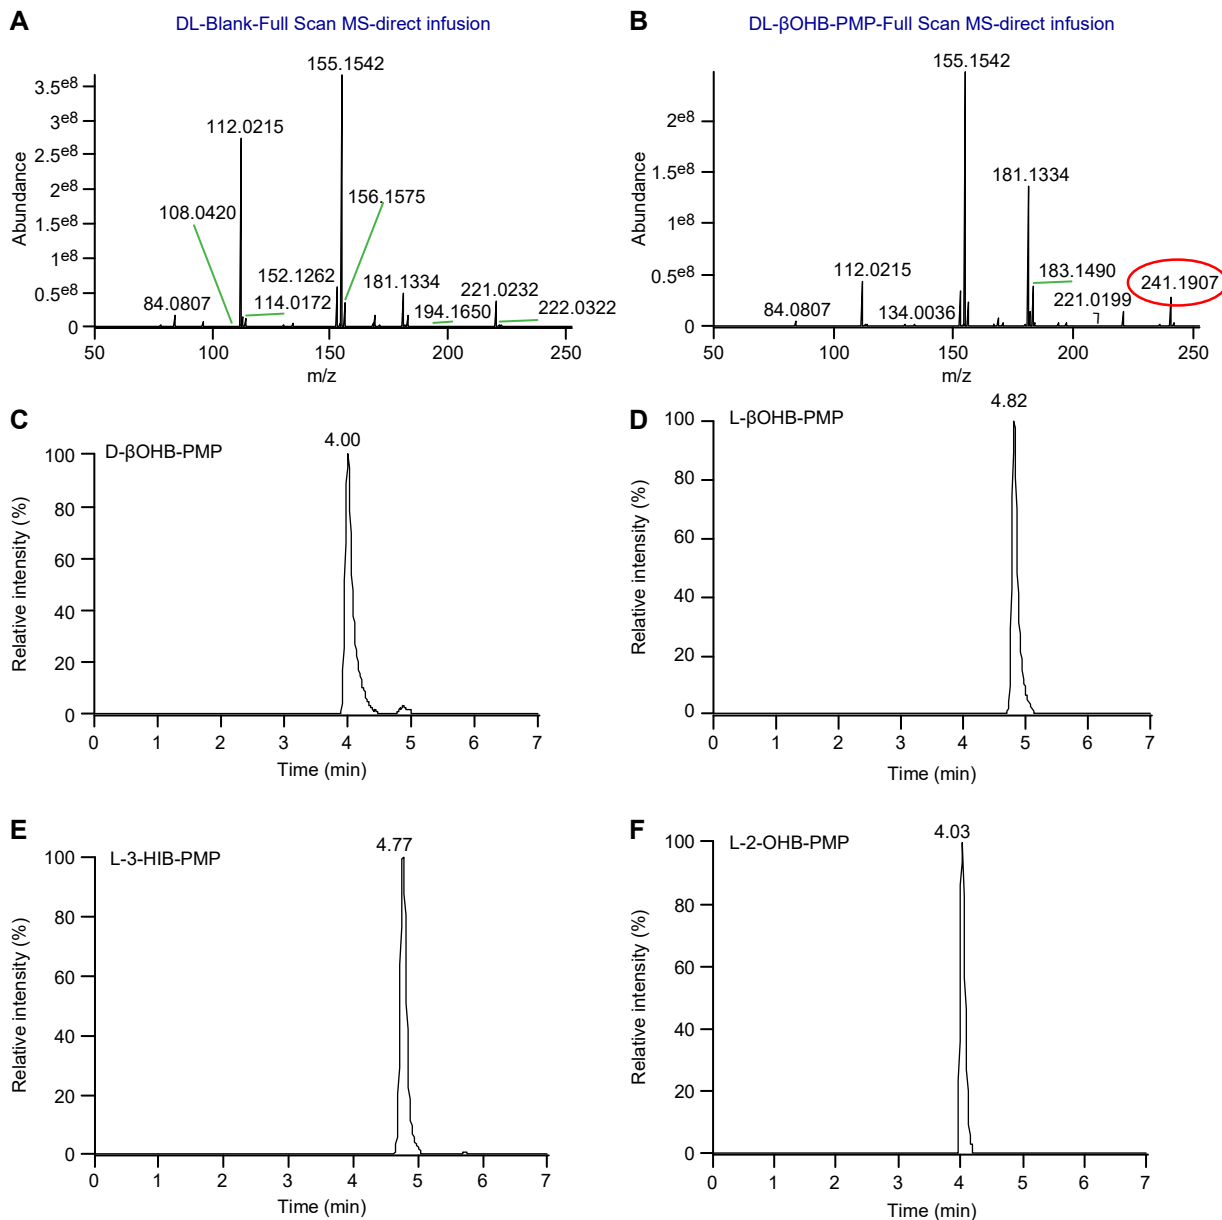 A
DL-Blank-Full Scan MS-direct infusion
Abundance
3.5e8
3e8
2.5e8
2e8
1.5e8
1e8
0.5e8
0
155.1542
112.0215
156.1575
108.0420
152.1262
181.1334
221.0232
84.0807
114.0172
194.1650
222.0322
50
100
150
200
250
m/z
B
DL-βOHB-PMP-Full Scan MS-direct infusion
Abundance
2e8
1.5e8
1e8
0.5e8
0
155.1542
181.1334
112.0215
183.1490
241.1907
84.0807
134.0036
221.0199
50
100
150
200
250
m/z
C
D-βOHB-PMP
4.00
Relative intensity (%)
100
80
60
40
20
0
0 1 2 3 4 5 6 7
Time (min)
D
L-βOHB-PMP
4.82
Relative intensity (%)
100
80
60
40
20
0
0 1 2 3 4 5 6 7
Time (min)
E
L-3-HIB-PMP
4.77
Relative intensity (%)
100
80
60
40
20
0
0 1 2 3 4 5 6 7
Time (min)
F
L-2-OHB-PMP
4.03
Relative intensity (%)
100
80
60
40
20
0
0 1 2 3 4 5 6 7
Time (min)